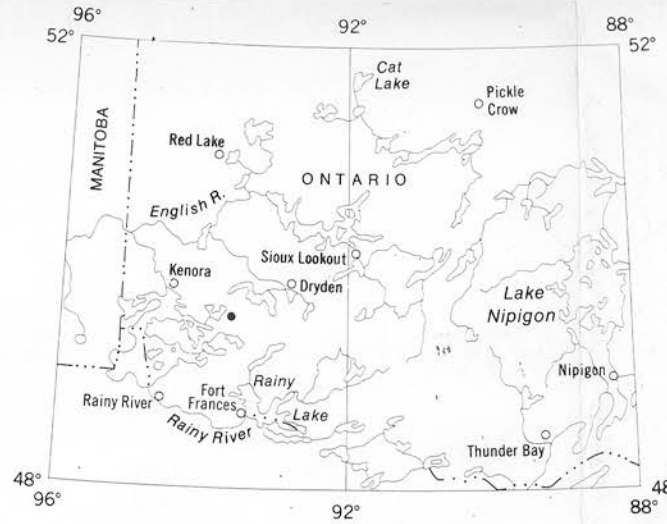 96°
92°
88°
52°
52°
Cat
Lake
Pickle
Crow
MANITOBA
Red Lake
ONTARIO
English R.
Sioux Lookout
Kenora
Dryden
Lake
Nipigon
Nipigon
Rainy
Fort
Frances
Lake
Rainy River
Rainy River
Thunder Bay
48°
48
96°
92°
88°